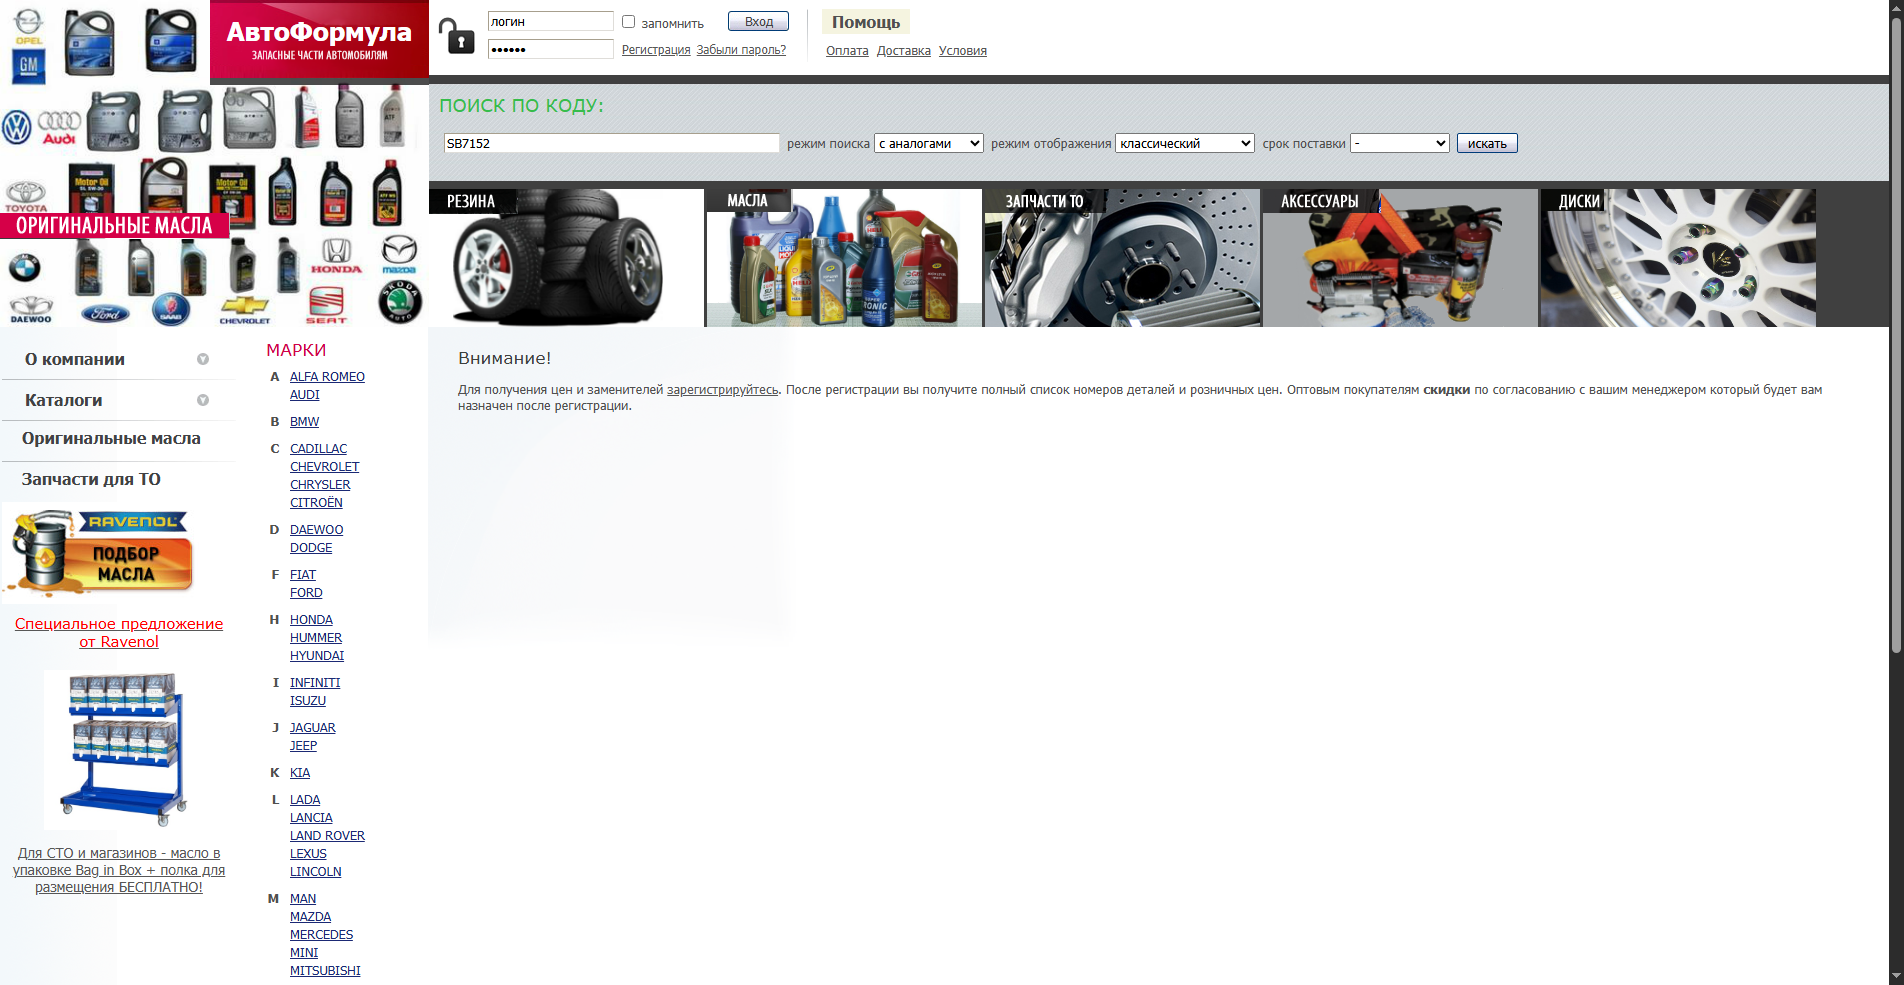 OPEL
GM
Audi
TOYOTA
Motor Oil
Motor Oil
ATF
ОРИГИНАЛЬНЫЕ МАСЛА
HONDA
mazda
DAEWOO
Ford
SAAB
CHEVROLET
SEAT
SKODA
AUTO
АвтоФормула
ЗАПАСНЫЕ ЧАСТИ АВТОМОБИЛЯМ
логин
запомнить
Вход
••••••
Регистрация Забыли пароль?
Помощь
Оплата Доставка Условия
ПОИСК ПО КОДУ:
SB7152 режим поиска с аналогами режим отображения классический срок поставки - искать
РЕЗИНА
МАСЛА
ЗАПЧАСТИ ТО
АКСЕССУАРЫ
ДИСКИ
О компании
Каталоги
Оригинальные масла
Запчасти для ТО
RAVENOL
ПОДБОР
МАСЛА
Специальное предложение
от Ravenol
Для СТО и магазинов - масло в
упаковке Bag in Box + полка для
размещения БЕСПЛАТНО!
МАРКИ
A ALFA ROMEO
AUDI
B BMW
C CADILLAC
CHEVROLET
CHRYSLER
CITROËN
D DAEWOO
DODGE
F FIAT
FORD
H HONDA
HUMMER
HYUNDAI
I INFINITI
ISUZU
J JAGUAR
JEEP
K KIA
L LADA
LANCIA
LAND ROVER
LEXUS
LINCOLN
M MAN
MAZDA
MERCEDES
MINI
MITSUBISHI
Внимание!
Для получения цен и заменителей зарегистрируйтесь. После регистрации вы получите полный список номеров деталей и розничных цен. Оптовым покупателям скидки по согласованию с вашим менеджером который будет вам
назначен после регистрации.